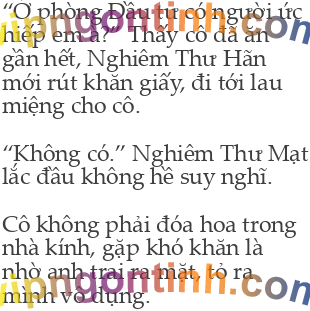 “Ở phòng Đầu tư có người ức
hiếp em à?” Thấy cô đã ăn
gần hết, Nghiêm Thư Hãn
mới rút khăn giấy, đi tới lau
miệng cho cô.
“Không có.” Nghiêm Thư Mạt
lắc đầu không hề suy nghĩ.
Cô không phải đóa hoa trong
nhà kính, gặp khó khăn là
nhờ anh trai ra mặt, tỏ ra
mình vô dụng.
vipngontinh.com
vipngontinh.com